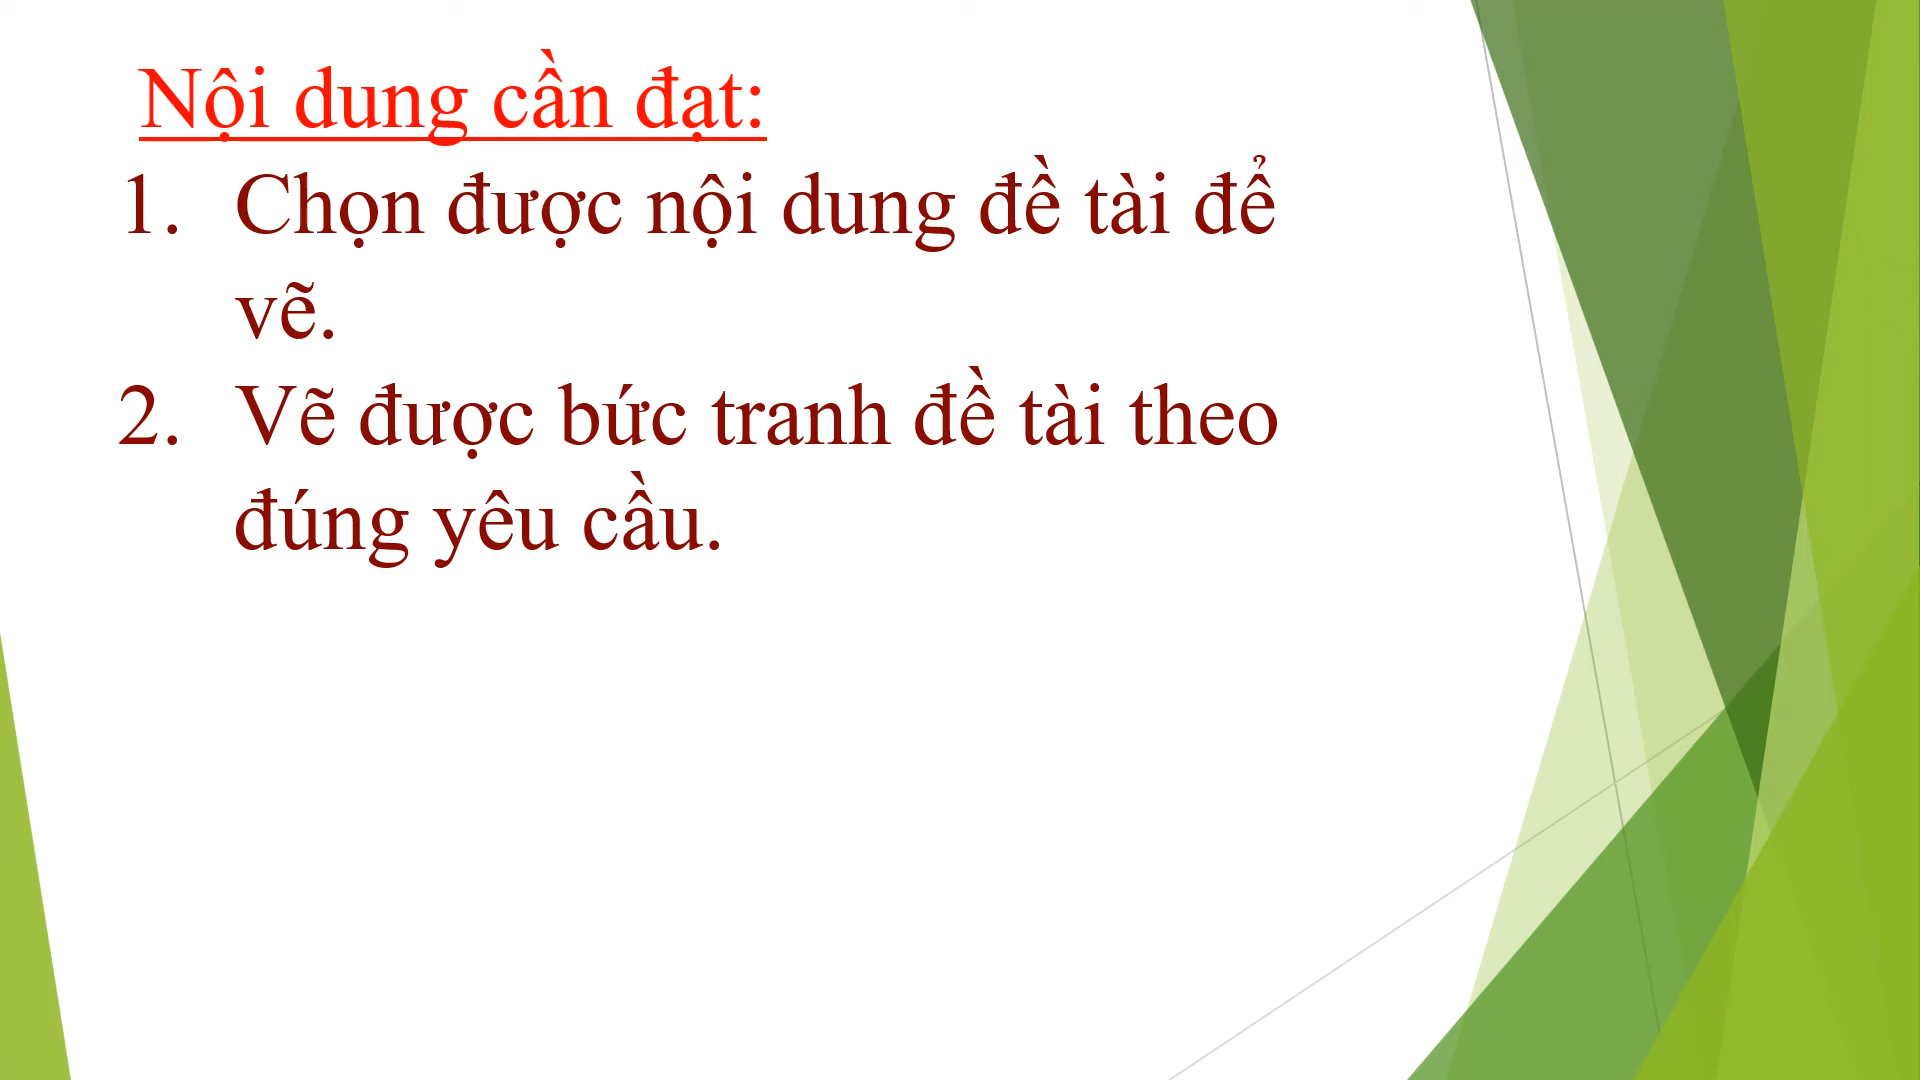 Nội dung cần đạt:
1. Chọn được nội dung đề tài để
vẽ.
2. Vẽ được bức tranh đề tài theo
đúng yêu cầu.